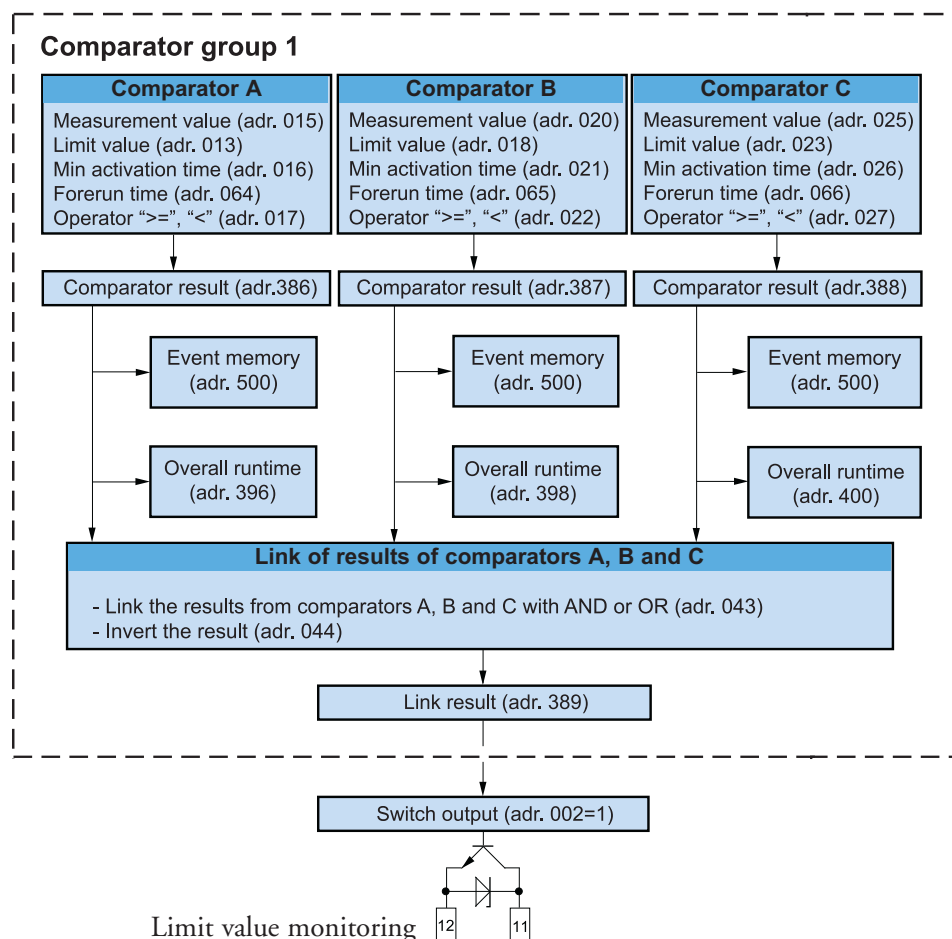 Comparator group 1
Comparator A
Measurement value (adr. 015)
Limit value (adr. 013)
Min activation time (adr. 016)
Forerun time (adr. 064)
Operator “>=”, “<” (adr. 017)
Comparator B
Measurement value (adr. 020)
Limit value (adr. 018)
Min activation time (adr. 021)
Forerun time (adr. 065)
Operator “>=”, “<” (adr. 022)
Comparator C
Measurement value (adr. 025)
Limit value (adr. 023)
Min activation time (adr. 026)
Forerun time (adr. 066)
Operator “>=”, “<” (adr. 027)
Comparator result (adr.386)
Comparator result (adr.387)
Comparator result (adr.388)
Event memory
(adr. 500)
Event memory
(adr. 500)
Event memory
(adr. 500)
Overall runtime
(adr. 396)
Overall runtime
(adr. 398)
Overall runtime
(adr. 400)
Link of results of comparators A, B and C
- Link the results from comparators A, B and C with AND or OR (adr. 043)
- Invert the result (adr. 044)
Link result (adr. 389)
Switch output (adr. 002=1)
Limit value monitoring
12
11